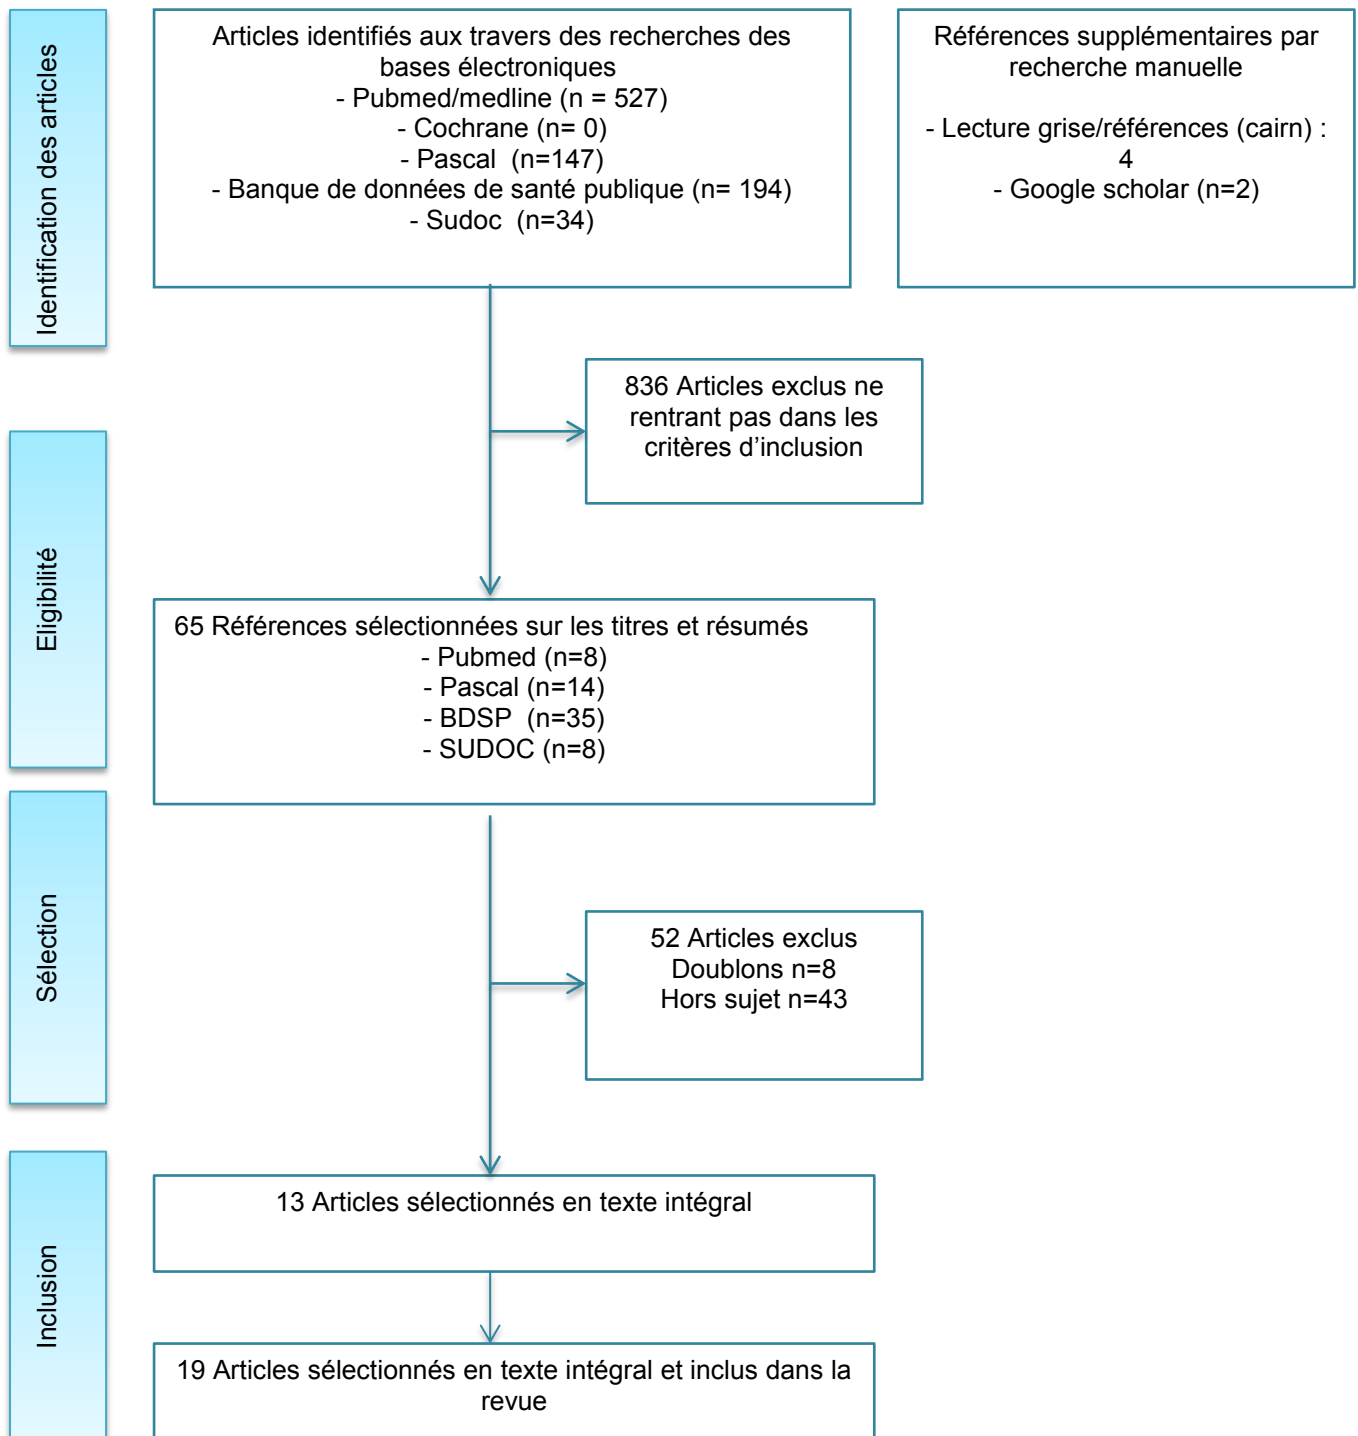 Identification des articles
Articles identifiés aux travers des recherches des
bases électroniques
- Pubmed/medline (n = 527)
- Cochrane (n= 0)
- Pascal (n=147)
- Banque de données de santé publique (n= 194)
- Sudoc (n=34)
Références supplémentaires par
recherche manuelle
- Lecture grise/références (cairn) :
4
- Google scholar (n=2)
836 Articles exclus ne
rentrant pas dans les
critères d’inclusion
Eligibilité
65 Références sélectionnées sur les titres et résumés
- Pubmed (n=8)
- Pascal (n=14)
- BDSP (n=35)
- SUDOC (n=8)
Sélection
52 Articles exclus
Doublons n=8
Hors sujet n=43
Inclusion
13 Articles sélectionnés en texte intégral
19 Articles sélectionnés en texte intégral et inclus dans la
revue